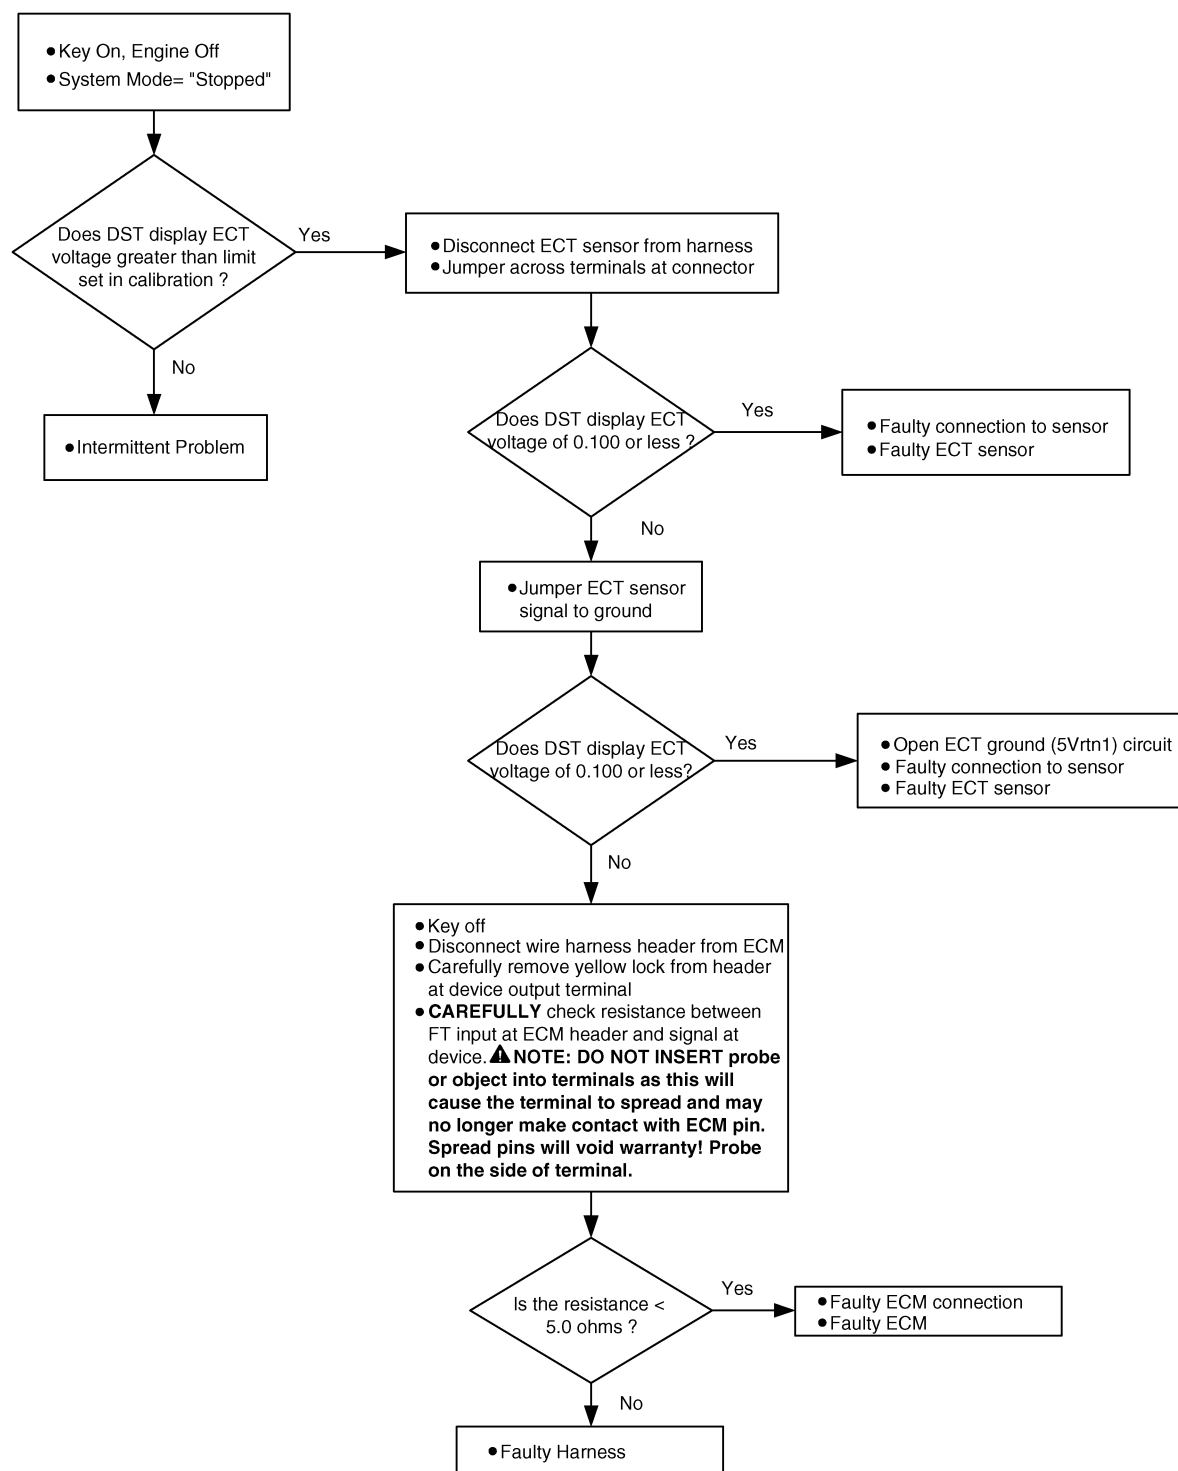 ●Key On, Engine Off
●System Mode= "Stopped"
Does DST display ECT
voltage greater than limit
set in calibration ?
Yes
●Disconnect ECT sensor from harness
●Jumper across terminals at connector
No
●Intermittent Problem
Does DST display ECT
voltage of 0.100 or less ?
Yes
●Faulty connection to sensor
●Faulty ECT sensor
No
●Jumper ECT sensor
signal to ground
Does DST display ECT
voltage of 0.100 or less?
Yes
●Open ECT ground (5Vrtn1) circuit
●Faulty connection to sensor
●Faulty ECT sensor
No
●Key off
●Disconnect wire harness header from ECM
●Carefully remove yellow lock from header
at device output terminal
●CAREFULLY check resistance between
FT input at ECM header and signal at
device. ⚠NOTE: DO NOT INSERT probe
or object into terminals as this will
cause the terminal to spread and may
no longer make contact with ECM pin.
Spread pins will void warranty! Probe
on the side of terminal.
Is the resistance <
5.0 ohms ?
Yes
●Faulty ECM connection
●Faulty ECM
No
●Faulty Harness